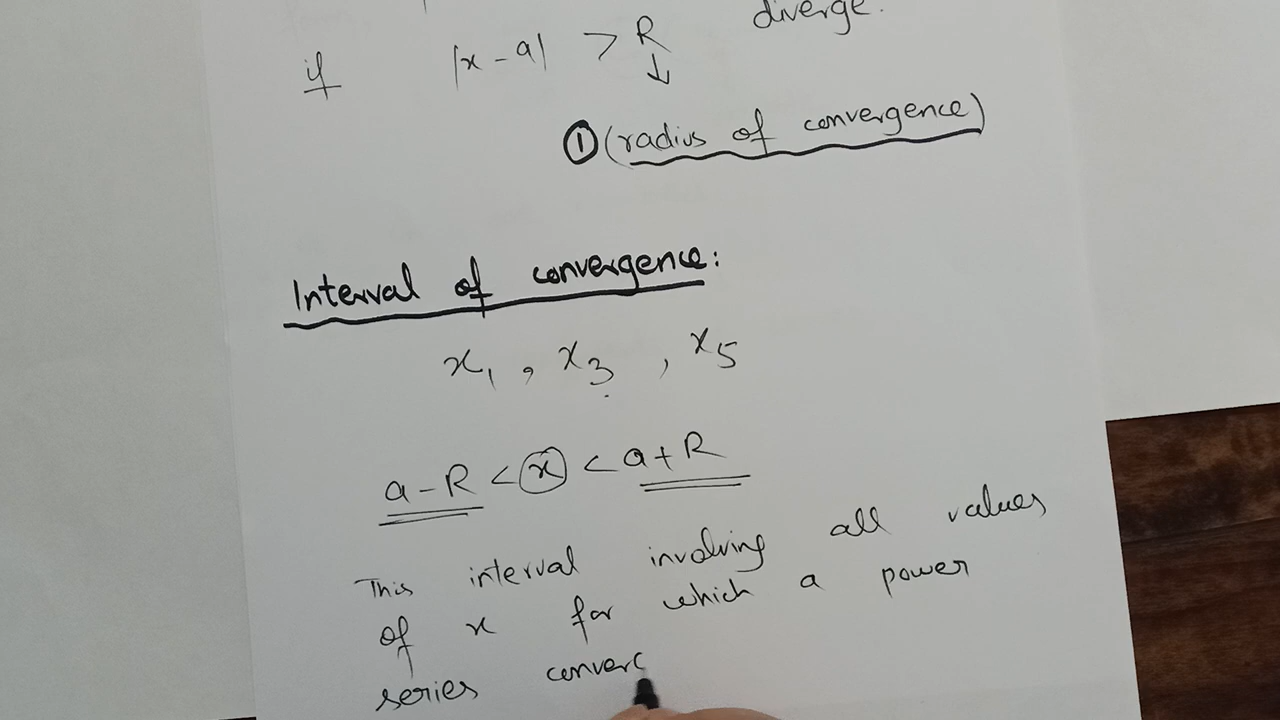 diverge.
if |x - a| > R
↓
① (radius of convergence)
Interval of convergence:
x₁, x₃, x₅
a - R < x < a + R
This interval involving all values
of x for which a power
series converg